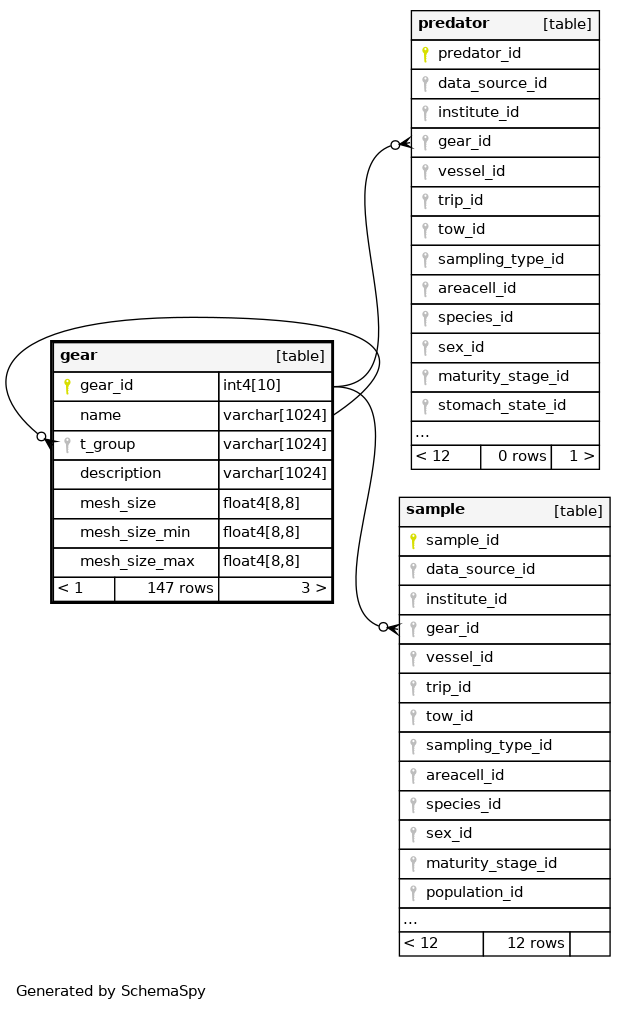 predator [table]
predator_id
data_source_id
institute_id
gear_id
vessel_id
trip_id
tow_id
sampling_type_id
areacell_id
species_id
sex_id
maturity_stage_id
stomach_state_id
...
< 12 0 rows 1 >
gear [table]
gear_id int4[10]
name varchar[1024]
t_group varchar[1024]
description varchar[1024]
mesh_size float4[8,8]
mesh_size_min float4[8,8]
mesh_size_max float4[8,8]
< 1 147 rows 3 >
sample [table]
sample_id
data_source_id
institute_id
gear_id
vessel_id
trip_id
tow_id
sampling_type_id
areacell_id
species_id
sex_id
maturity_stage_id
population_id
...
< 12 12 rows
Generated by SchemaSpy